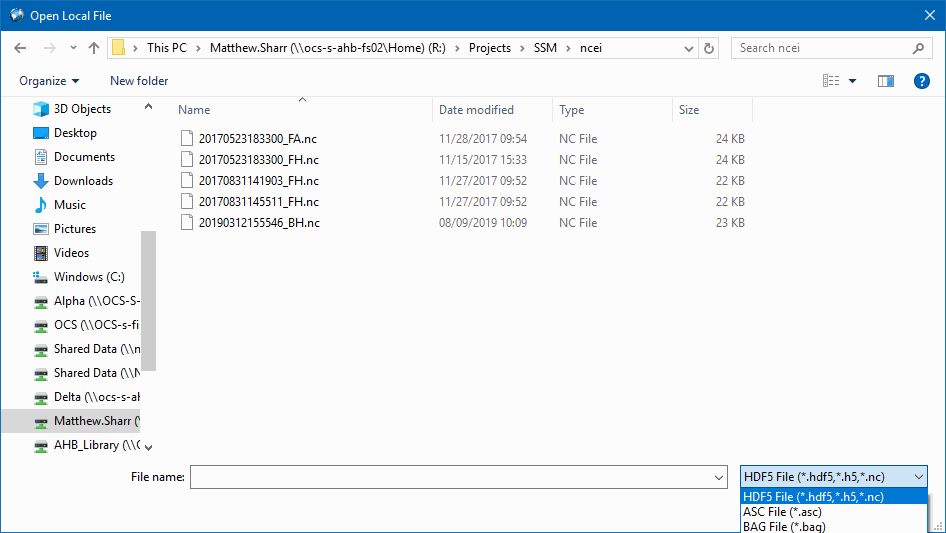 Open Local File
This PC > Matthew.Sharr (\\ocs-s-ahb-fs02\Home) (R:) > Projects > SSM > ncei
Search ncei
Organize
New folder
Name Date modified Type Size
20170523183300_FA.nc 11/28/2017 09:54 NC File 24 KB
20170523183300_FH.nc 11/15/2017 15:33 NC File 24 KB
20170831141903_FH.nc 11/27/2017 09:52 NC File 22 KB
20170831145511_FH.nc 11/27/2017 09:52 NC File 22 KB
20190312155546_BH.nc 08/09/2019 10:09 NC File 23 KB
3D Objects
Desktop
Documents
Downloads
Music
Pictures
Videos
Windows (C:)
Alpha (\\OCS-S-
OCS (\\OCS-s-fi
Shared Data (\\n
Shared Data (\\N
Delta (\\ocs-s-ah
Matthew.Sharr (\
AHB_Library (\\O
File name:
HDF5 File (*.hdf5,*.h5,*.nc)
HDF5 File (*.hdf5,*.h5,*.nc)
ASC File (*.asc)
BAG File (*.bag)